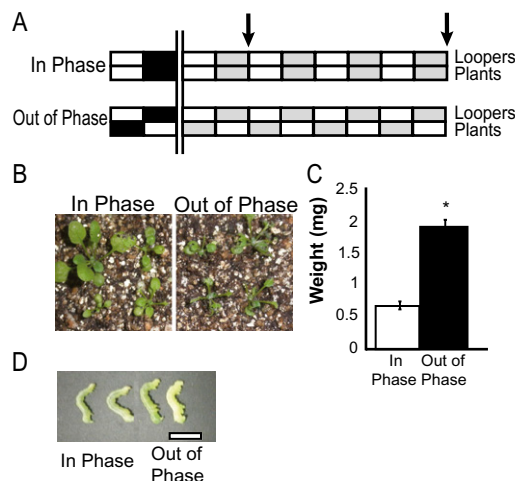 A
In Phase
Loopers
Plants
Out of Phase
Loopers
Plants
B
In Phase
Out of Phase
C
Weight (mg)
2.5
2
1.5
1
0.5
0
*
In Phase
Out of Phase
D
In Phase
Out of Phase